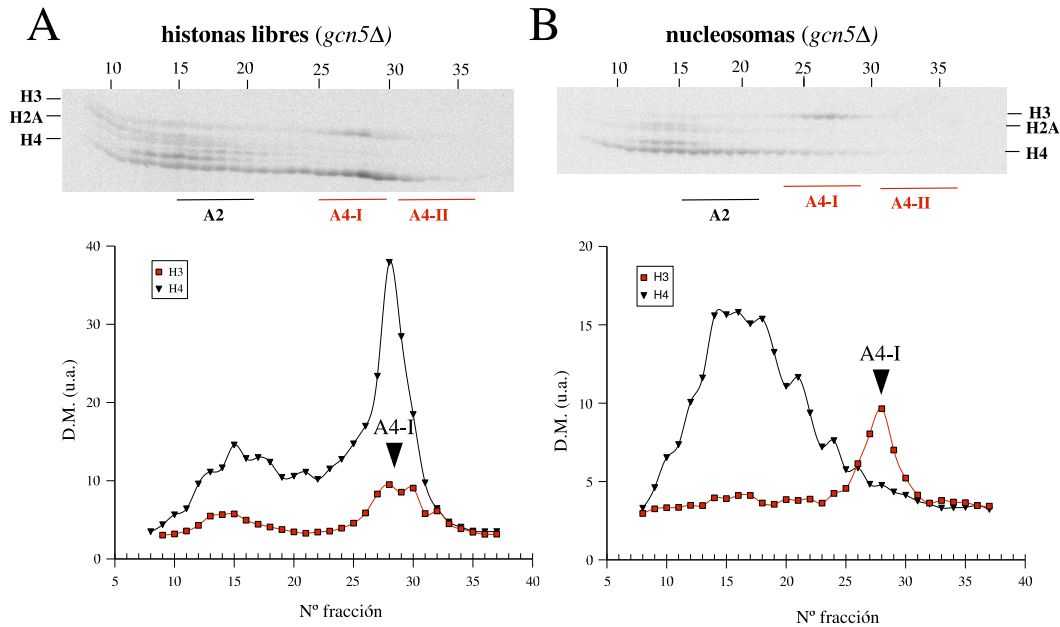 A
histonas libres (gcn5Δ)
10 15 20 25 30 35
H3
H2A
H4
A2 A4-I A4-II
40
30
20
10
0
D.M. (u.a.)
H3
H4
A4-I
5 10 15 20 25 30 35 40
Nº fracción
B
nucleosomas (gcn5Δ)
10 15 20 25 30 35
H3
H2A
H4
A2 A4-I A4-II
20
15
10
5
0
D.M. (u.a.)
H3
H4
A4-I
5 10 15 20 25 30 35 40
Nº fracción